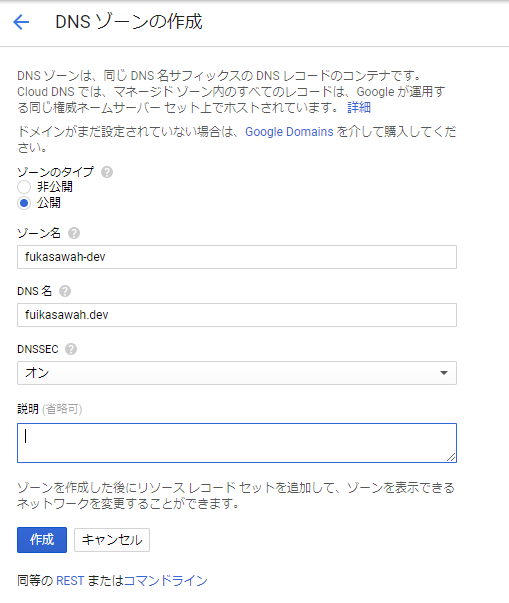 DNS ゾーンの作成
DNS ゾーンは、同じ DNS 名サフィックスの DNS レコードのコンテナです。
Cloud DNS では、マネージド ゾーン内のすべてのレコードは、Google が運用す
る同じ権威ネームサーバー セット上でホストされています。 詳細
ドメインがまだ設定されていない場合は、Google Domains を介して購入してくだ
さい。
ゾーンのタイプ
非公開
公開
ゾーン名
fukasawah-dev
DNS 名
fuikasawah.dev
DNSSEC
オン
説明 (省略可)
ゾーンを作成した後にリソース レコード セットを追加して、ゾーンを表示できる
ネットワークを変更することができます。
作成 キャンセル
同等の REST またはコマンドライン